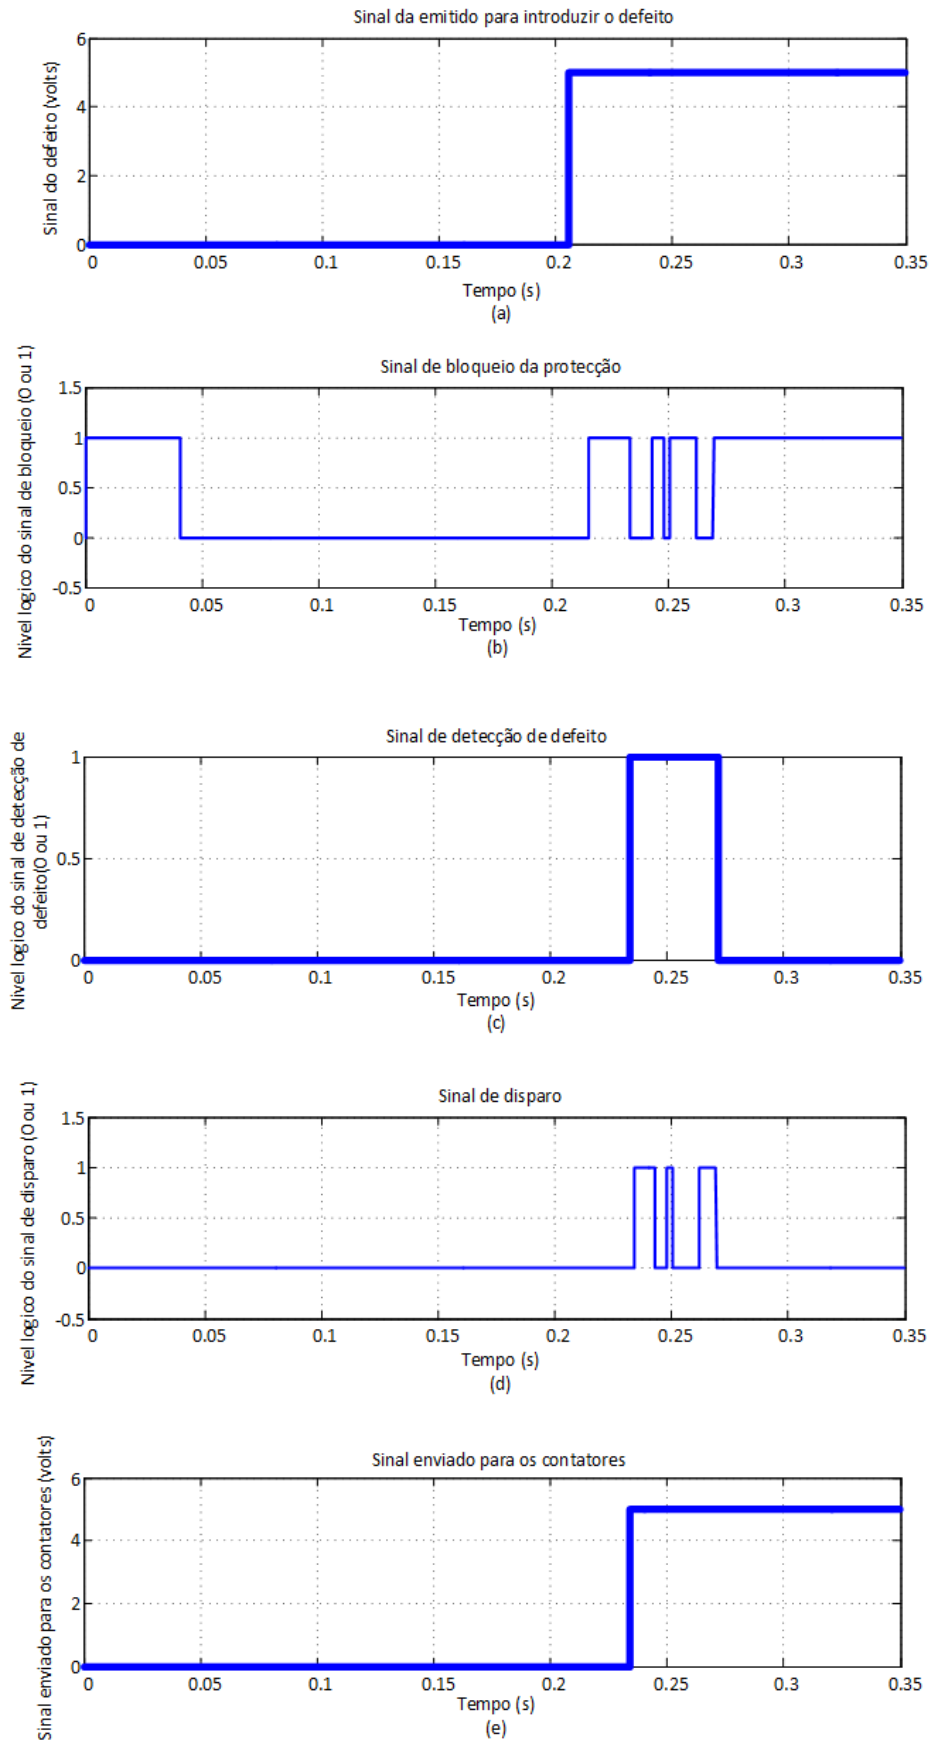 Sinal da emitido para introduzir o defeito
Sinal do defeito (volts)
6
4
2
0
0 0.05 0.1 0.15 0.2 0.25 0.3 0.35
Tempo (s)
(a)
Sinal de bloqueio da protecção
Nivel logico do sinal de bloqueio (0 ou 1)
1.5
1
0.5
0
-0.5
0 0.05 0.1 0.15 0.2 0.25 0.3 0.35
Tempo (s)
(b)
Sinal de detecção de defeito
Nivel logico do sinal de detecção de
defeito(0 ou 1)
1
0.5
0
0 0.05 0.1 0.15 0.2 0.25 0.3 0.35
Tempo (s)
(c)
Sinal de disparo
Nivel logico do sinal de disparo (0 ou 1)
1.5
1
0.5
0
-0.5
0 0.05 0.1 0.15 0.2 0.25 0.3 0.35
Tempo (s)
(d)
Sinal enviado para os contatores
Sinal enviado para os contatores (volts)
6
4
2
0
0 0.05 0.1 0.15 0.2 0.25 0.3 0.35
Tempo (s)
(e)